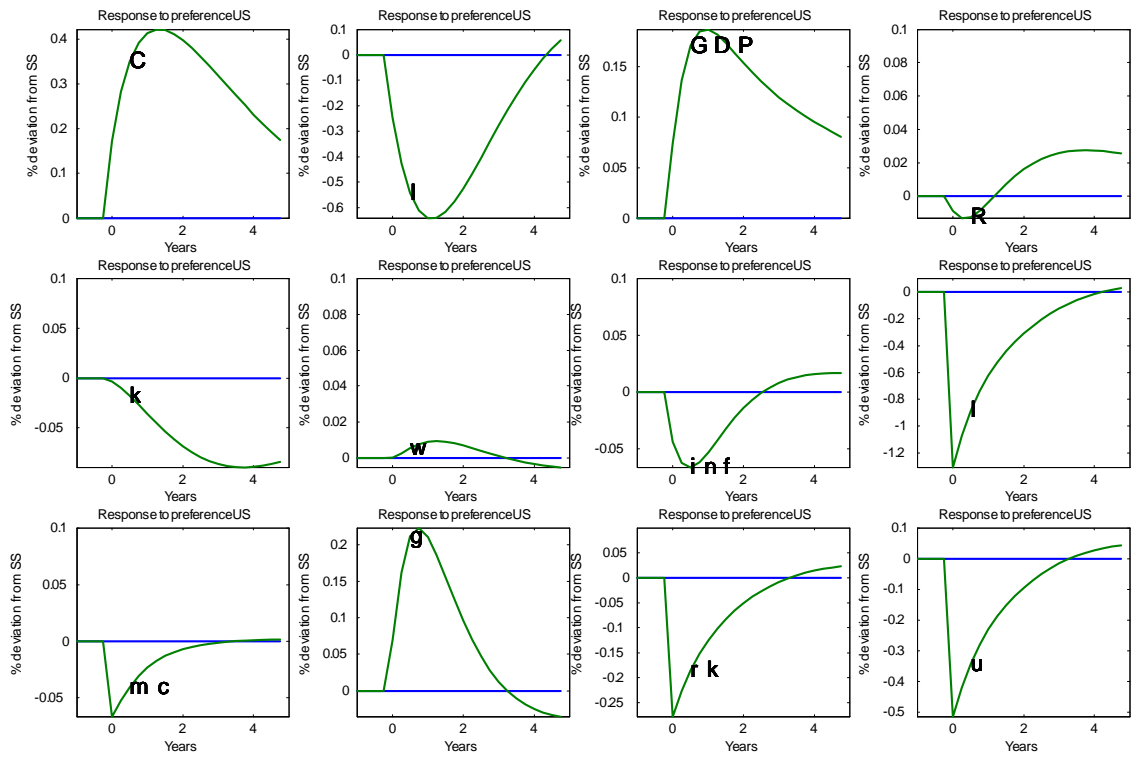 Response to preferenceUS
% deviation from SS
0.4
0.3
0.2
0.1
0
C
0 2 4
Years
Response to preferenceUS
% deviation from SS
0.1
0
-0.1
-0.2
-0.3
-0.4
-0.5
-0.6
I
0 2 4
Years
Response to preferenceUS
% deviation from SS
0.15
0.1
0.05
0
G D P
0 2 4
Years
Response to preferenceUS
% deviation from SS
0.1
0.08
0.06
0.04
0.02
0
R
0 2 4
Years
Response to preferenceUS
% deviation from SS
0.1
0.05
0
-0.05
k
0 2 4
Years
Response to preferenceUS
% deviation from SS
0.1
0.08
0.06
0.04
0.02
0
w
0 2 4
Years
Response to preferenceUS
% deviation from SS
0.1
0.05
0
-0.05
i n f
0 2 4
Years
Response to preferenceUS
% deviation from SS
0
-0.2
-0.4
-0.6
-0.8
-1
-1.2
l
0 2 4
Years
Response to preferenceUS
% deviation from SS
0.1
0.05
0
-0.05
m c
0 2 4
Years
Response to preferenceUS
% deviation from SS
0.2
0.15
0.1
0.05
0
g
0 2 4
Years
Response to preferenceUS
% deviation from SS
0.05
0
-0.05
-0.1
-0.15
-0.2
-0.25
r k
0 2 4
Years
Response to preferenceUS
% deviation from SS
0.1
0
-0.1
-0.2
-0.3
-0.4
-0.5
u
0 2 4
Years